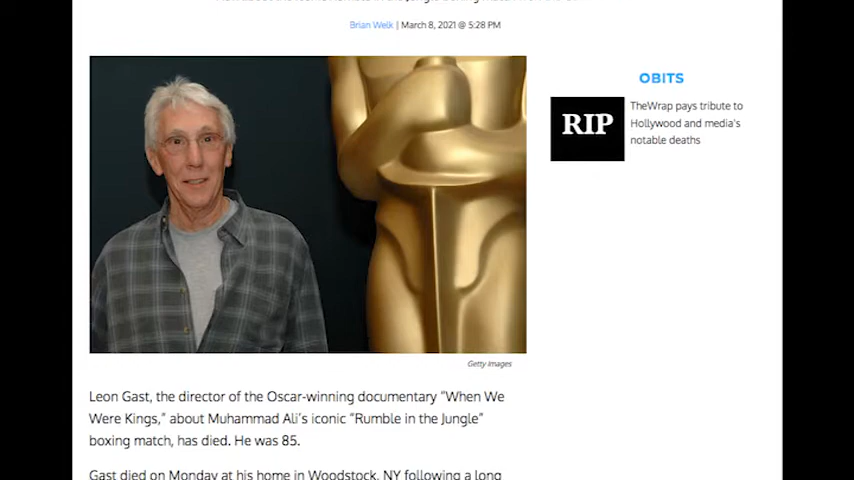 Brian Welk | March 8, 2021 @ 5:28 PM
OBITS
RIP
TheWrap pays tribute to
Hollywood and media's
notable deaths
Getty Images
Leon Gast, the director of the Oscar-winning documentary “When We
Were Kings,” about Muhammad Ali’s iconic “Rumble in the Jungle”
boxing match, has died. He was 85.
Gast died on Monday at his home in Woodstock, NY following a long